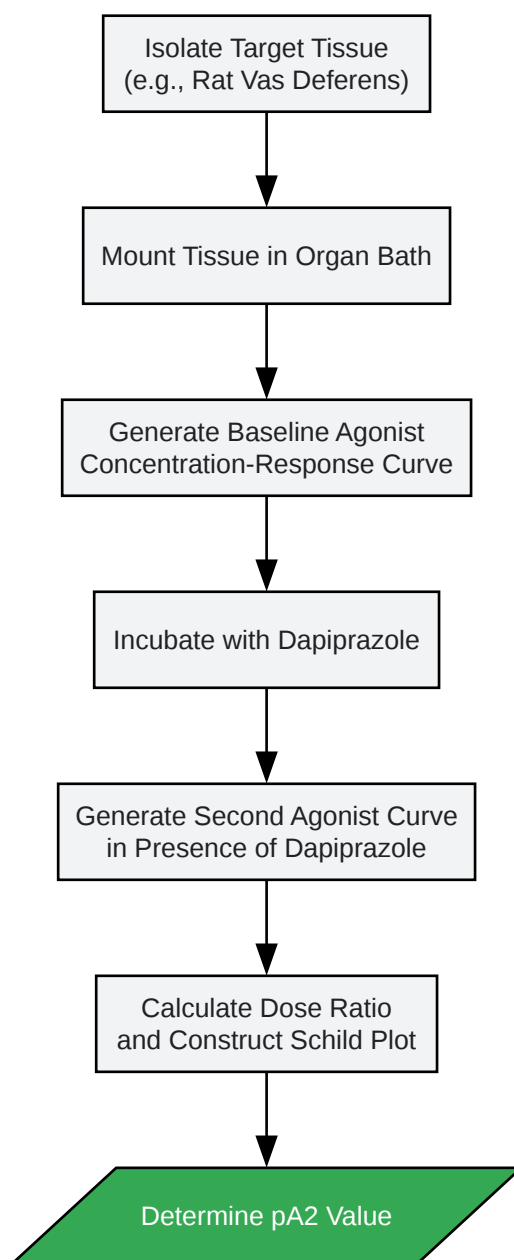 Isolate Target Tissue
(e.g., Rat Vas Deferens)
Mount Tissue in Organ Bath
Generate Baseline Agonist
Concentration-Response Curve
Incubate with Dapiprazole
Generate Second Agonist Curve
in Presence of Dapiprazole
Calculate Dose Ratio
and Construct Schild Plot
Determine pA2 Value